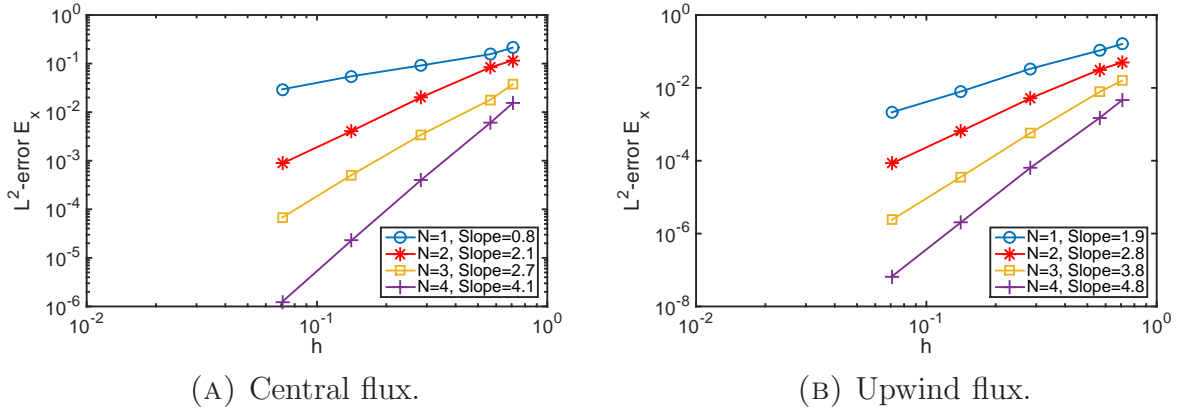 10^0
10^-1
10^-2
10^-3
10^-4
10^-5
10^-6
L^2-error E_x
10^-2
10^-1
10^0
h
N=1, Slope=0.8
N=2, Slope=2.1
N=3, Slope=2.7
N=4, Slope=4.1
(A) Central flux.
10^0
10^-2
10^-4
10^-6
10^-8
L^2-error E_x
10^-2
10^-1
10^0
h
N=1, Slope=1.9
N=2, Slope=2.8
N=3, Slope=3.8
N=4, Slope=4.8
(B) Upwind flux.